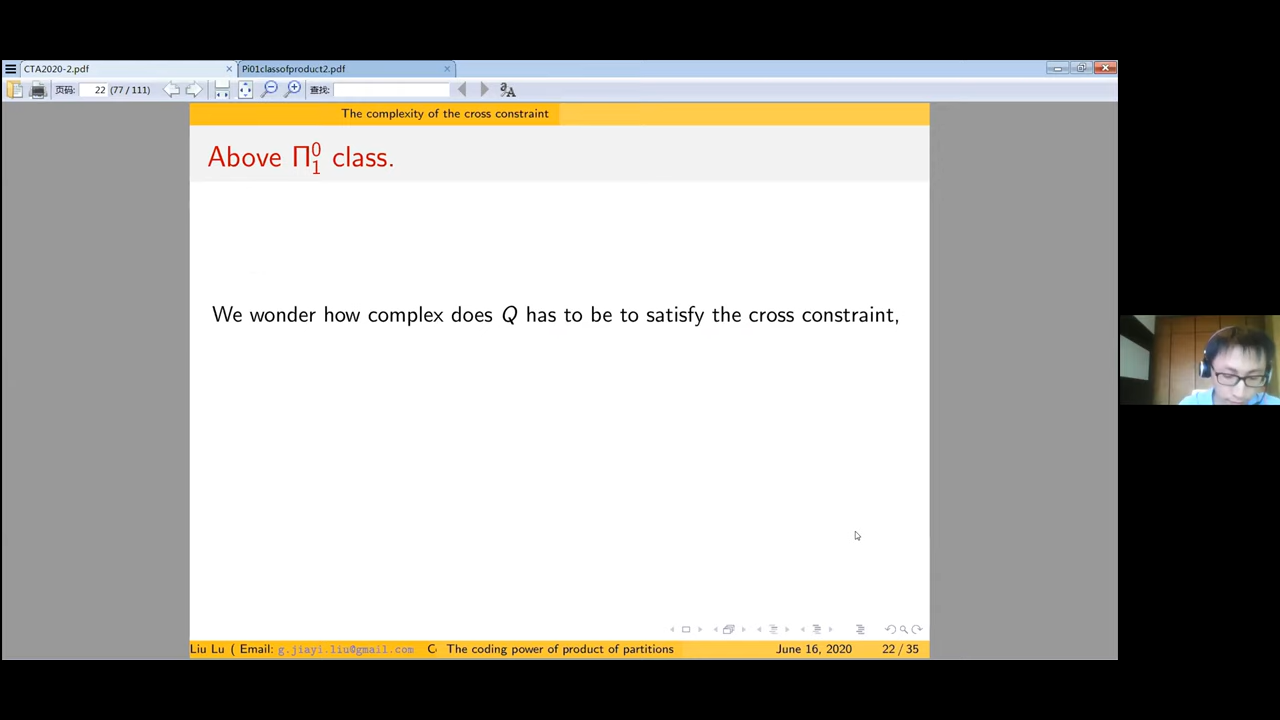 CTA2020-2.pdf
Pi01classofproduct2.pdf
页码: 22 (77 / 111) 查找:
The complexity of the cross constraint
Above Π⁰₁ class.
We wonder how complex does Q has to be to satisfy the cross constraint,
Liu Lu ( Email: g.jiayi.liu@gmail.com C The coding power of product of partitions June 16, 2020 22 / 35